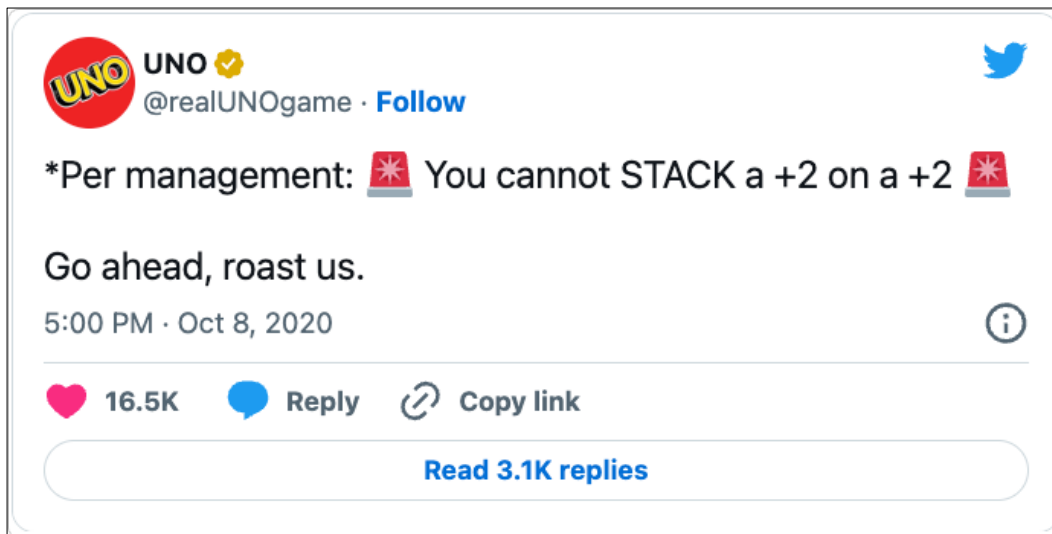 UNO
UNO
@realUNOgame · Follow
*Per management: 🚨 You cannot STACK a +2 on a +2 🚨
Go ahead, roast us.
5:00 PM · Oct 8, 2020
16.5K Reply Copy link
Read 3.1K replies